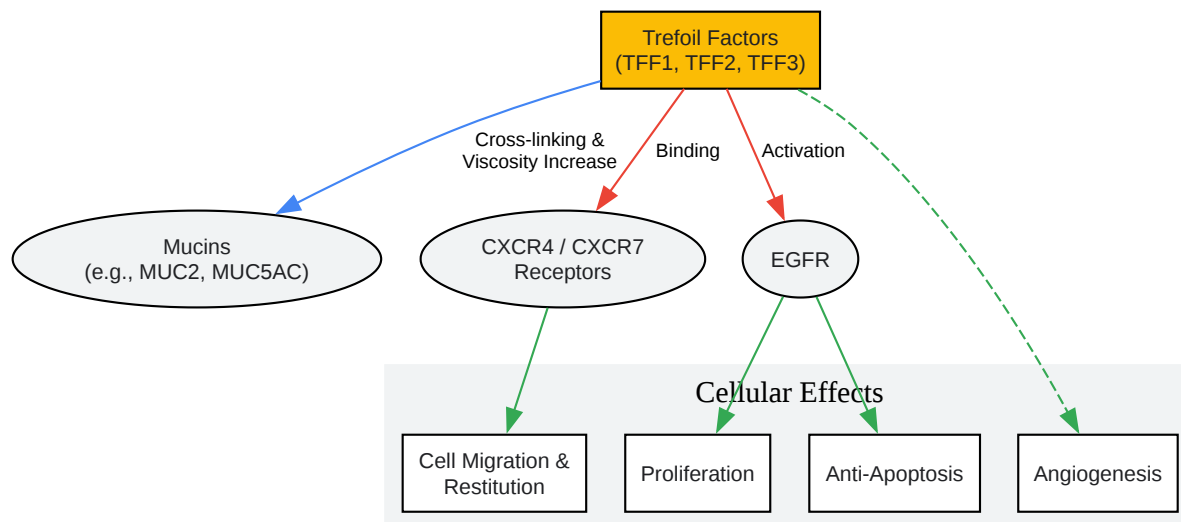 Trefoil Factors
(TFF1, TFF2, TFF3)
Cross-linking &
Viscosity Increase
Binding
Activation
Mucins
(e.g., MUC2, MUC5AC)
CXCR4 / CXCR7
Receptors
EGFR
Cellular Effects
Cell Migration &
Restitution
Proliferation
Anti-Apoptosis
Angiogenesis